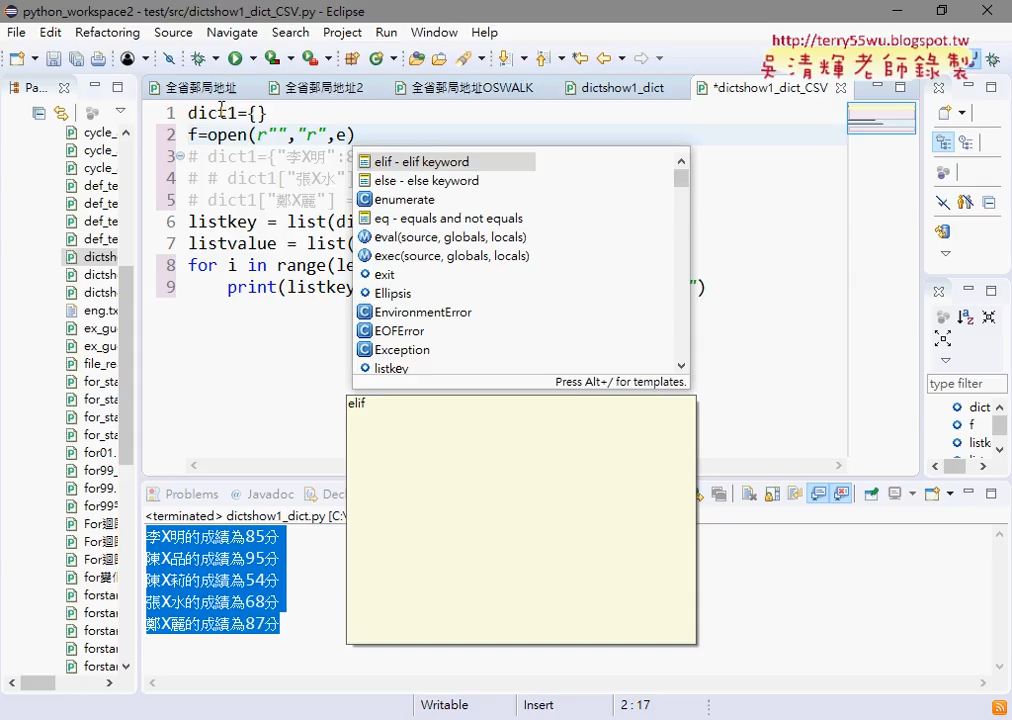 python_workspace2 - test/src/dictshow1_dict_CSV.py - Eclipse
File Edit Refactoring Source Navigate Search Project Run Window Help
http://terry55wu.blogspot.tw
吳清輝老師錄製
Pa...
全省郵局地址
全省郵局地址2
全省郵局地址OSWALK
dictshow1_dict
*dictshow1_dict_CSV
1 dict1={}
2 f=open(r"","r",e)
3 # dict1={"李X明":8
4 # # dict1["張X水"]
5 # dict1["鄭X麗"] =
6 listkey = list(di
7 listvalue = list(
8 for i in range(le
9 print(listkey
")
cycle_
cycle_
cycle_
def_te
def_te
def_te
def_te
dictsh
dictsh
dictsh
eng.tx
ex_gu
ex_gu
file_re
for_sta
for_sta
for_sta
for_sta
for01.
for99_
for99.
for99
For迴圈
For迴圈
For迴圈
for變化
forstar
forstar
forstar
forstar
forsta
elif - elif keyword
else - else keyword
enumerate
eq - equals and not equals
eval(source, globals, locals)
exec(source, globals, locals)
exit
Ellipsis
EnvironmentError
EOFError
Exception
listkey
Press Alt+/ for templates.
elif
type filter
dict
f
listk
Problems
Javadoc
Dec
<terminated> dictshow1_dict.py [C:\
李X明的成績為85分
陳X品的成績為95分
陳X莉的成績為54分
張X水的成績為68分
鄭X麗的成績為87分
Writable
Insert
2 : 17